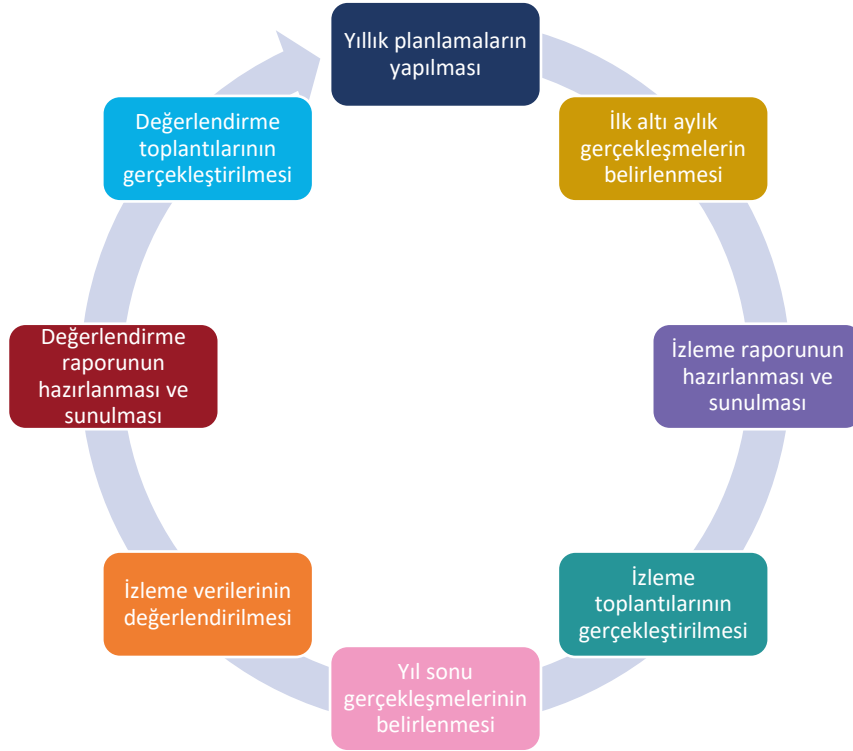 Yıllık planlamaların
yapılması
İlk altı aylık
gerçekleşmelerin
belirlenmesi
İzleme raporunun
hazırlanması ve
sunulması
İzleme
toplantılarının
gerçekleştirilmesi
Yıl sonu
gerçekleşmelerinin
belirlenmesi
İzleme verilerinin
değerlendirilmesi
Değerlendirme
raporunun
hazırlanması ve
sunulması
Değerlendirme
toplantılarının
gerçekleştirilmesi